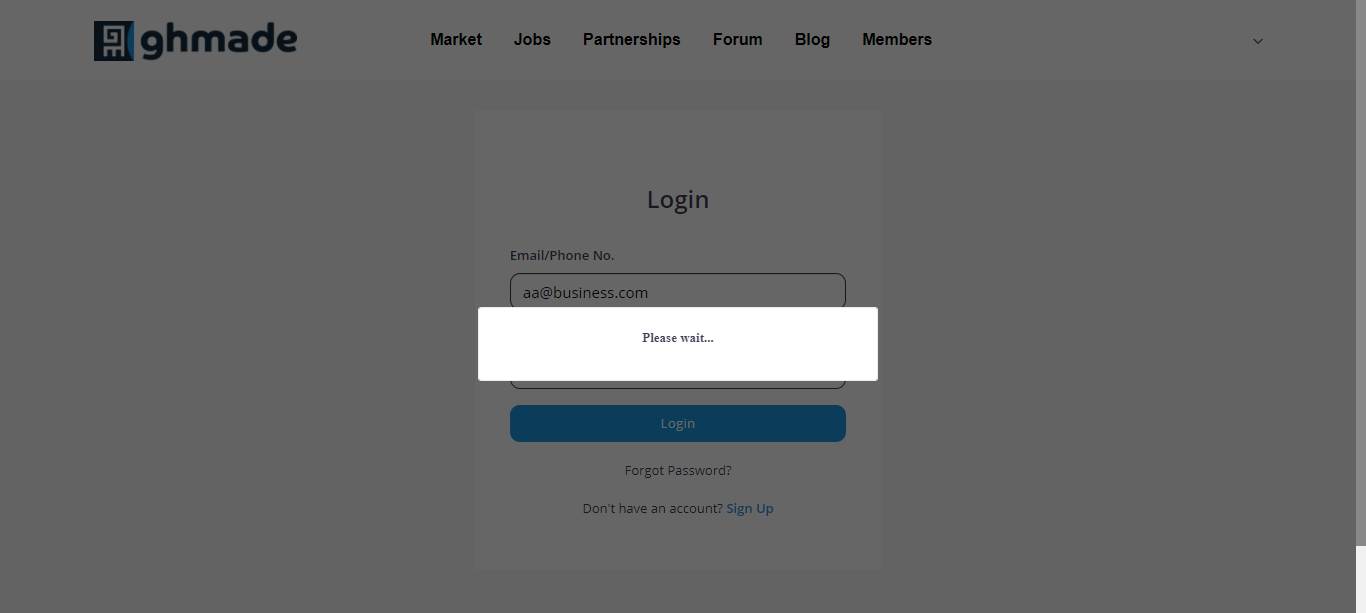 ghmade
Market Jobs Partnerships Forum Blog Members
Login
Email/Phone No.
aa@business.com
Please wait...
Login
Forgot Password?
Don't have an account? Sign Up